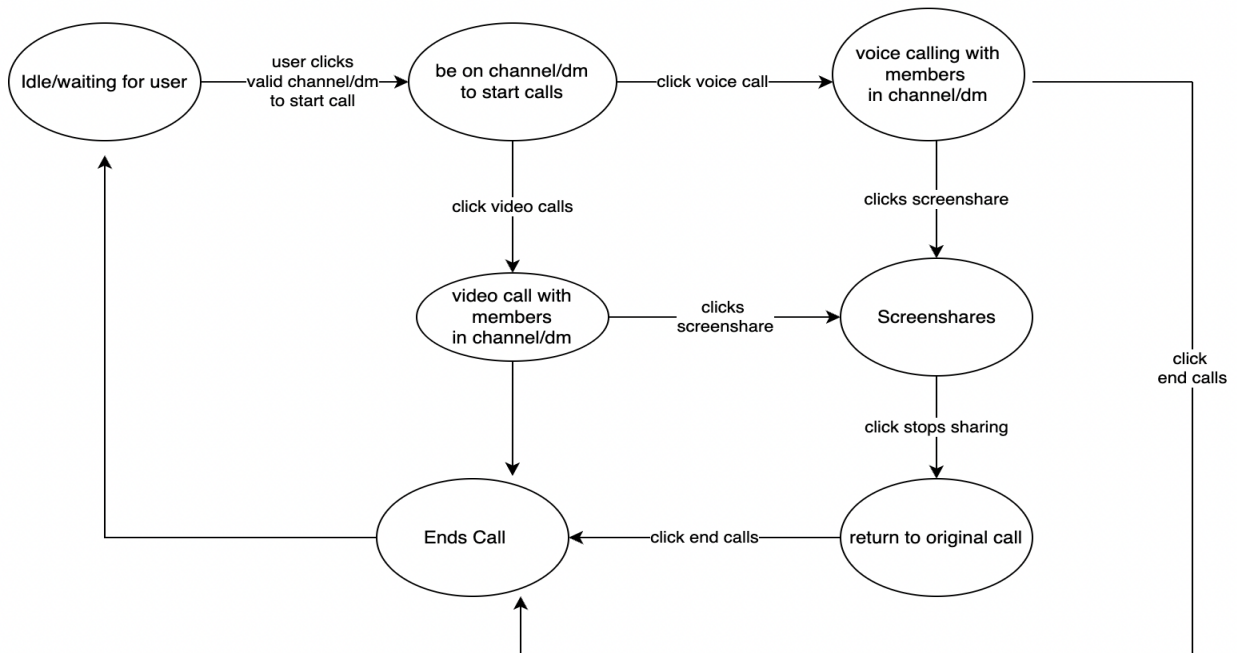 Idle/waiting for user
user clicks
valid channel/dm
to start call
be on channel/dm
to start calls
click voice call
voice calling with
members
in channel/dm
click video calls
clicks screenshare
video call with
members
in channel/dm
clicks
screenshare
Screenshares
click
end calls
click stops sharing
Ends Call
click end calls
return to original call